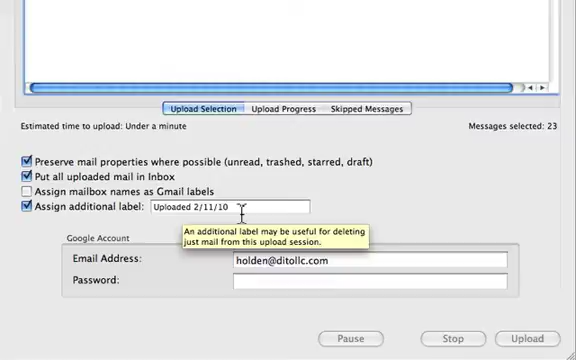 Upload Selection Upload Progress Skipped Messages
Estimated time to upload: Under a minute Messages selected: 23
Preserve mail properties where possible (unread, trashed, starred, draft)
Put all uploaded mail in Inbox
Assign mailbox names as Gmail labels
Assign additional label: Uploaded 2/11/10
An additional label may be useful for deleting
just mail from this upload session.
Google Account
Email Address: holden@ditollc.com
Password:
Pause Stop Upload